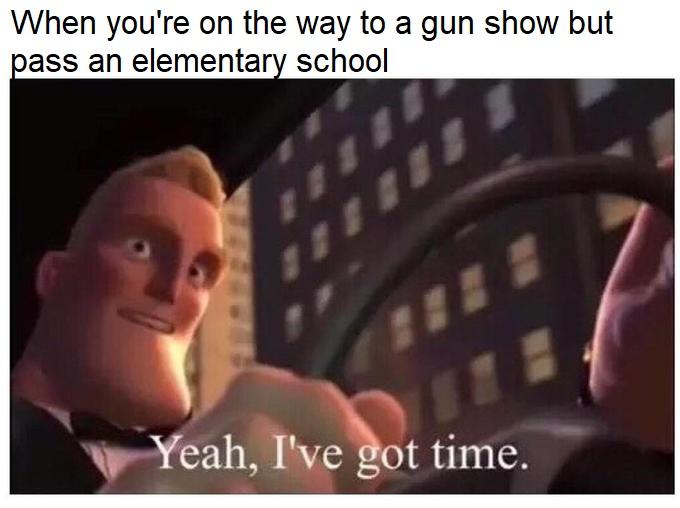 When you're on the way to a gun show but
pass an elementary school
Yeah, I've got time.